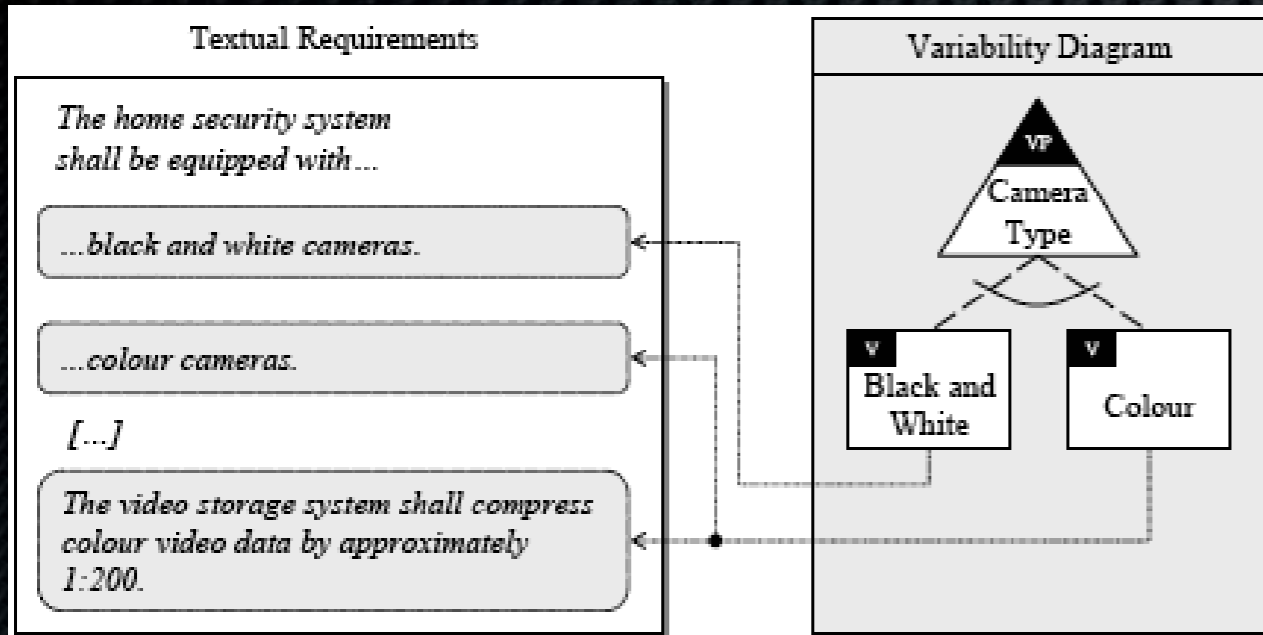 Textual Requirements
The home security system
shall be equipped with...
...black and white cameras.
...colour cameras.
[...]
The video storage system shall compress
colour video data by approximately
1:200.
Variability Diagram
VP
Camera
Type
V
Black and
White
V
Colour